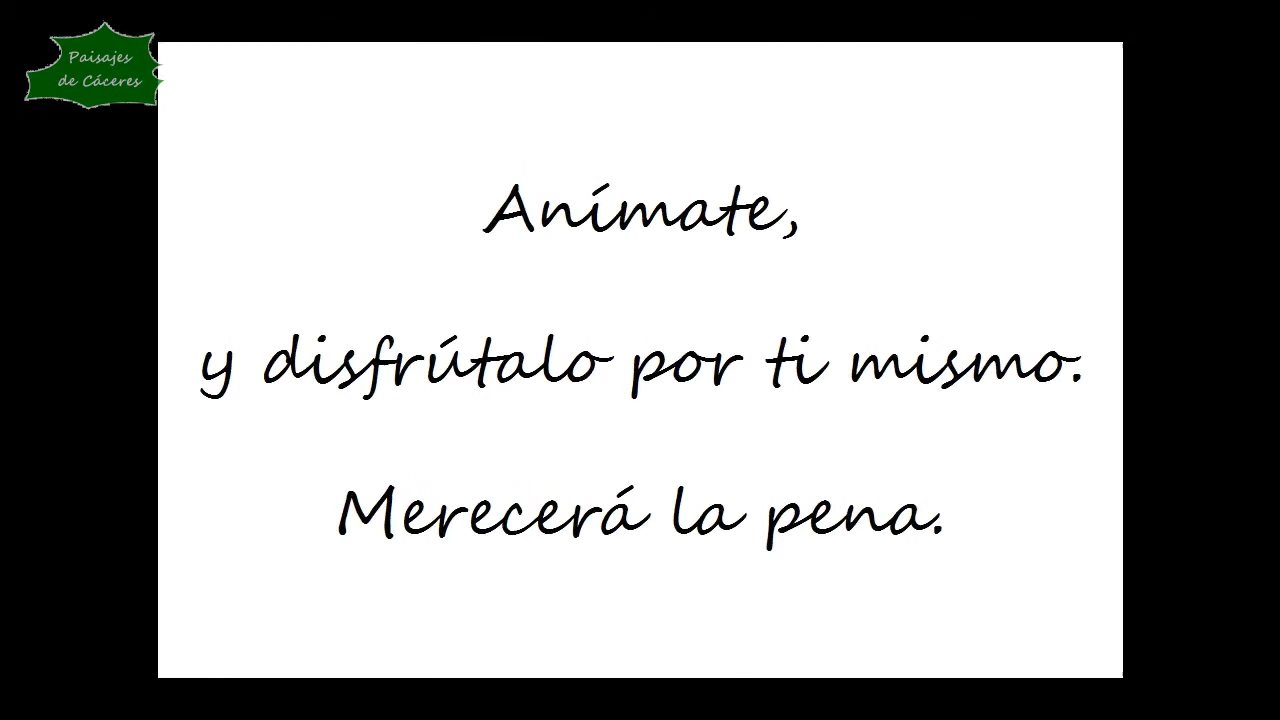 Paisajes
de Cáceres
Anímate,
y disfrútalo por ti mismo.
Merecerá la pena.